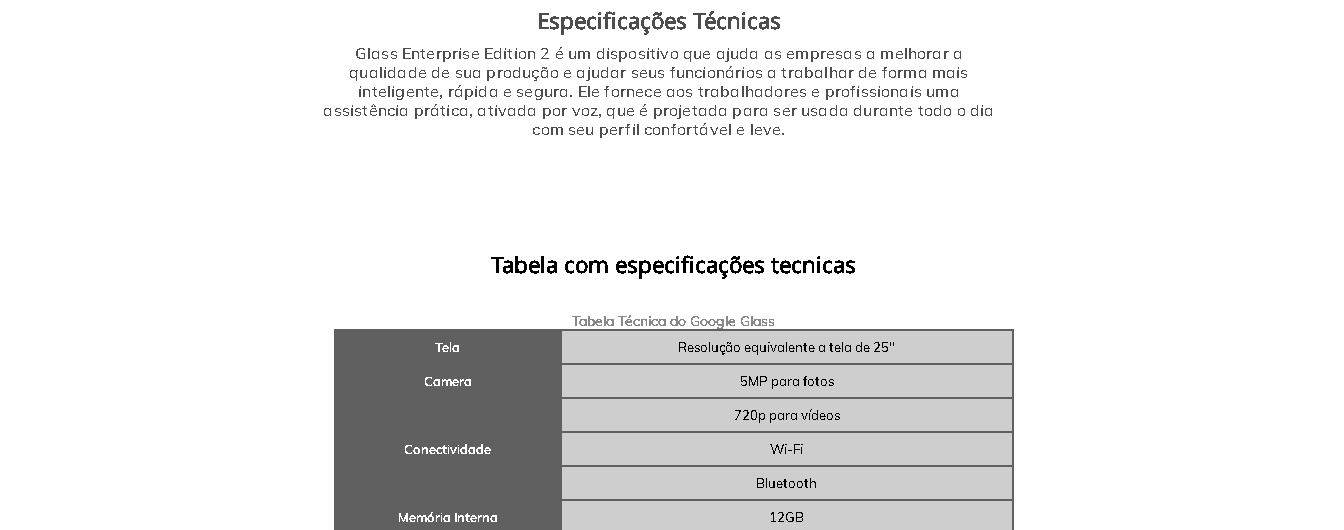 Especificações Técnicas
Glass Enterprise Edition 2 é um dispositivo que ajuda as empresas a melhorar a
qualidade de sua produção e ajudar seus funcionários a trabalhar de forma mais
inteligente, rápida e segura. Ele fornece aos trabalhadores e profissionais uma
assistência prática, ativada por voz, que é projetada para ser usada durante todo o dia
com seu perfil confortável e leve.
Tabela com especificações tecnicas
Tabela Técnica do Google Glass
Tela Resolução equivalente a tela de 25"
Camera 5MP para fotos
720p para vídeos
Conectividade Wi-Fi
Bluetooth
Memória Interna 12GB